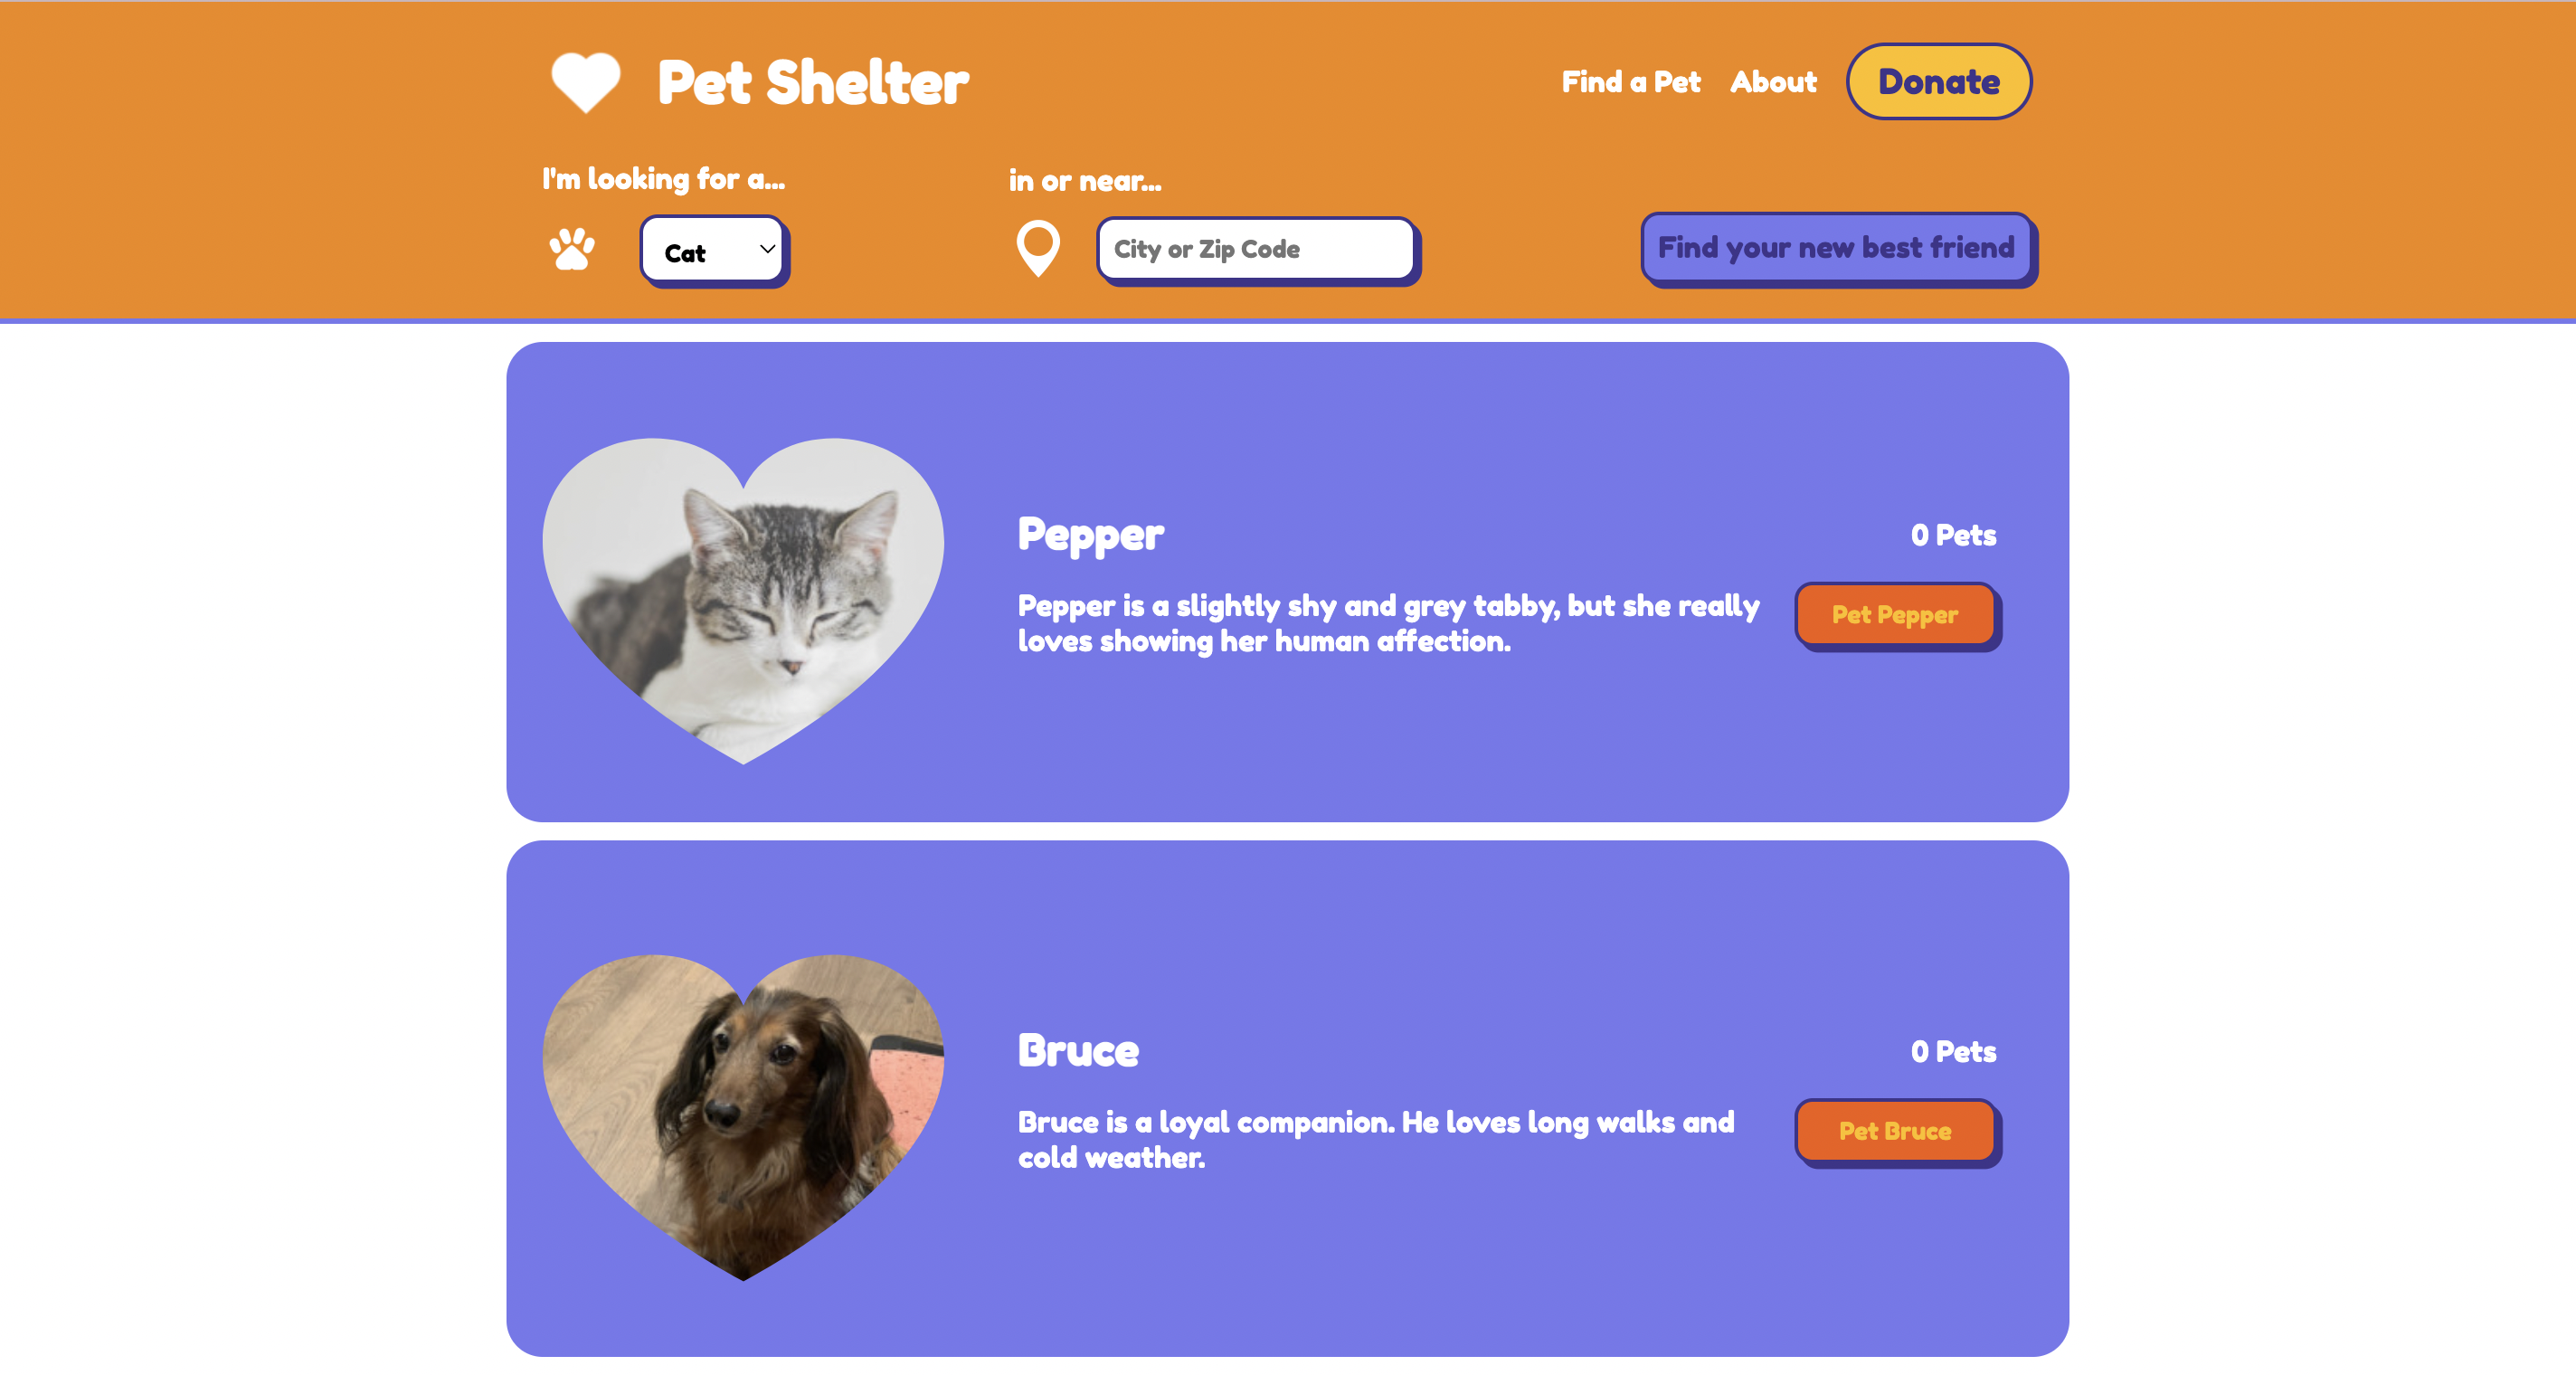 Pet Shelter
Find a Pet
About
Donate
I'm looking for a...
in or near...
Cat
City or Zip Code
Find your new best friend
Pepper
0 Pets
Pepper is a slightly shy and grey tabby, but she really
loves showing her human affection.
Pet Pepper
Bruce
0 Pets
Bruce is a loyal companion. He loves long walks and
cold weather.
Pet Bruce